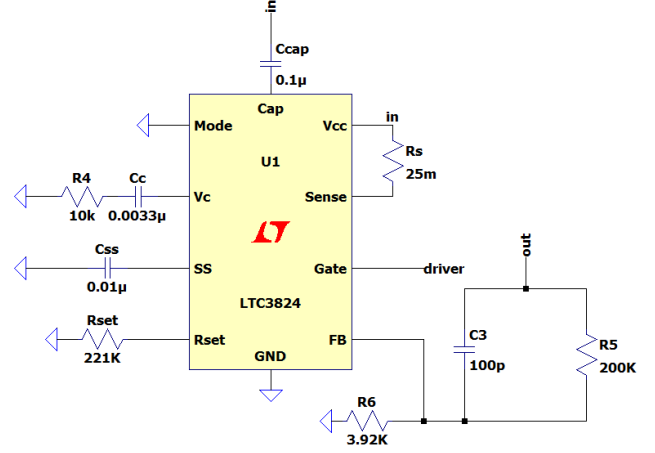 in
Ccap
0.1µ
Cap
Mode
Vcc
in
U1
Rs
25m
R4
10k
Cc
0.0033µ
Vc
Sense
Css
0.01µ
SS
Gate
driver
out
LTC3824
Rset
221K
Rset
FB
GND
C3
100p
R5
200K
R6
3.92K